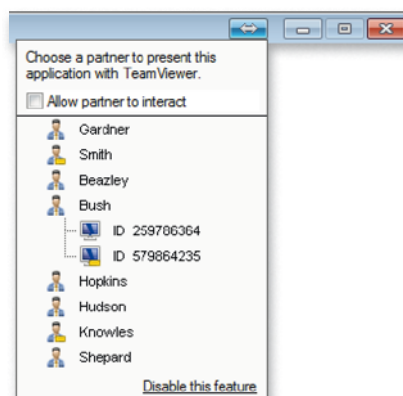 Choose a partner to present this
application with TeamViewer.
Allow partner to interact
Gardner
Smith
Beazley
Bush
ID 259786364
ID 579864235
Hopkins
Hudson
Knowles
Shepard
Disable this feature